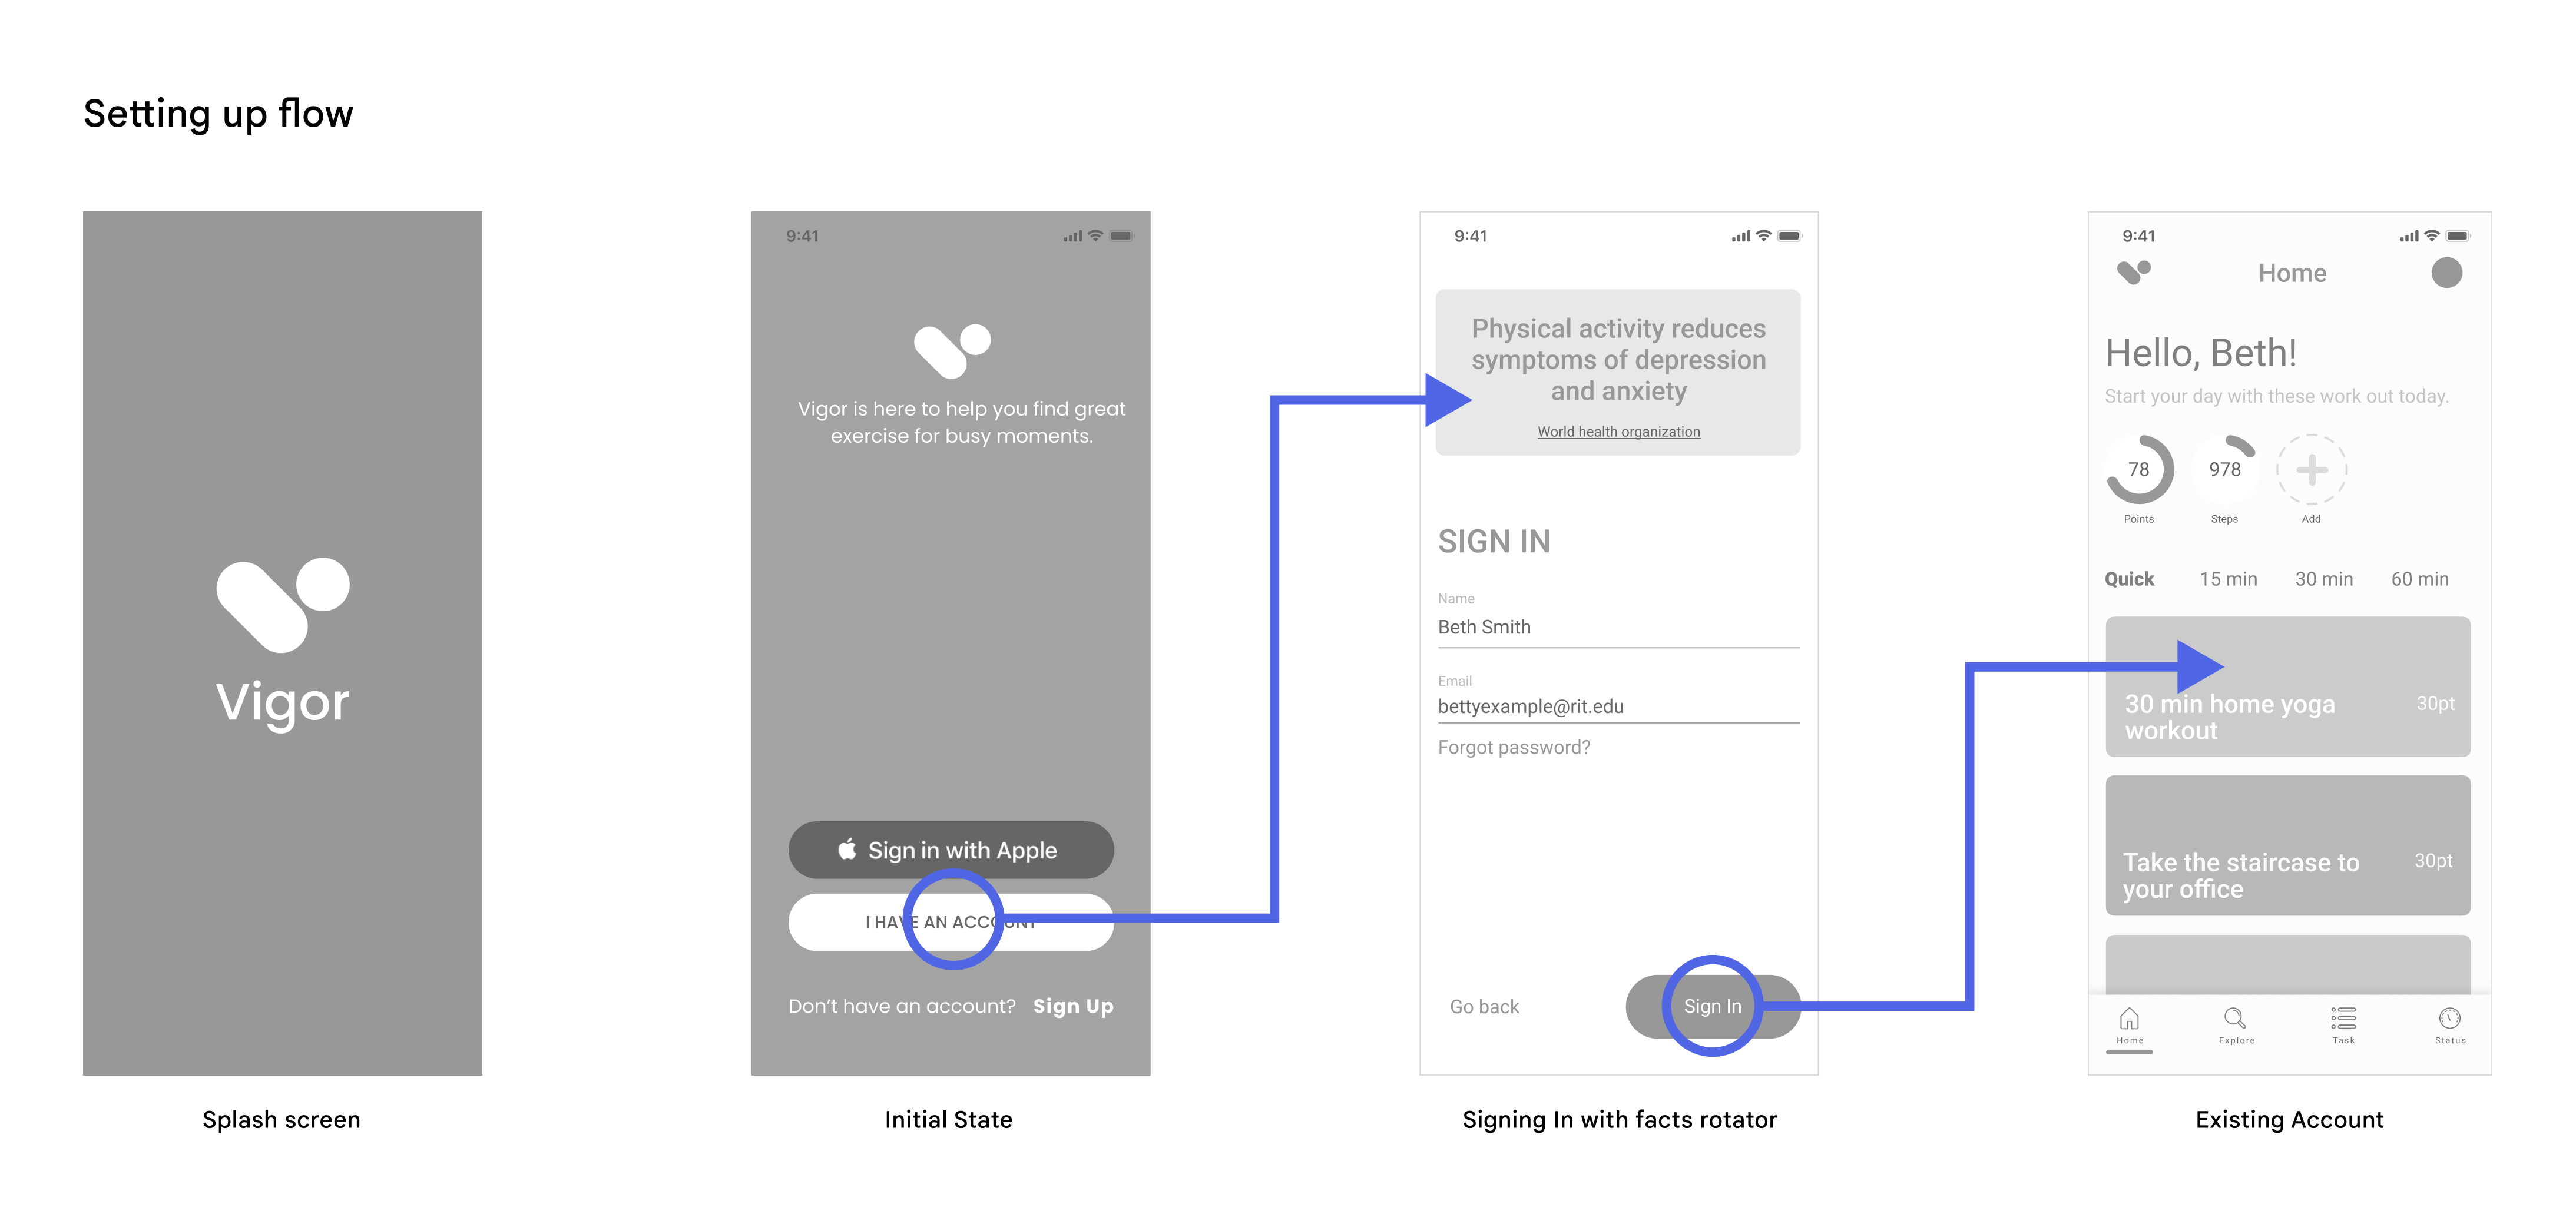 Setting up flow
Vigor
Splash screen
9:41
Vigor is here to help you find great
exercise for busy moments.
Sign in with Apple
I HAVE AN ACCOUNT
Don’t have an account? Sign Up
Initial State
9:41
Physical activity reduces
symptoms of depression
and anxiety
World health organization
SIGN IN
Name
Beth Smith
Email
bettyexample@rit.edu
Forgot password?
Go back
Sign In
Signing In with facts rotator
9:41
Home
Hello, Beth!
Start your day with these work out today.
78
978
Points
Steps
Add
Quick 15 min 30 min 60 min
30 min home yoga
workout
30pt
Take the staircase to
your office
30pt
Home
Explore
Task
Status
Existing Account